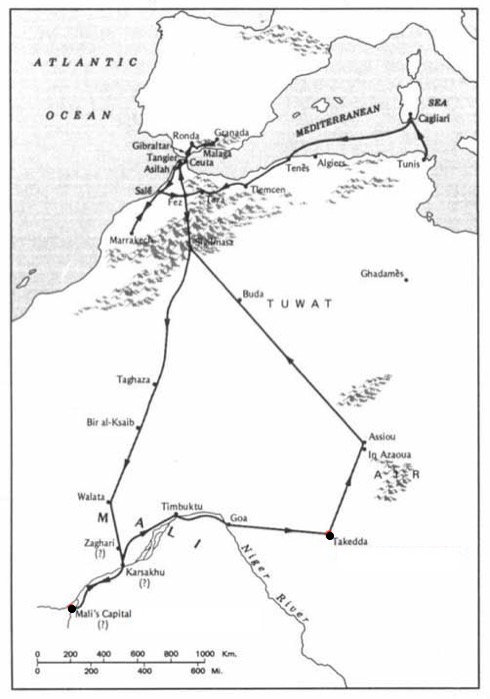 ATLANTIC
OCEAN
MEDITERRANEAN
SEA
Cagliari
Granada
Ronda
Gibraltar
Malaga
Tangier
Ceuta
Asilah
Tenès
Algiers
Tunis
Salé
Fez
Taza
Tlemcen
Marrakech
Ghadamès
Buda
TUWAT
Taghaza
Bir al-Ksaib
Assiou
In Azaoua
AIR
Walata
Timbuktu
MALI
Goa
Takedda
Zaghari
(?)
Karsakhu
(?)
Niger River
Mali's Capital
(?)
0 200 400 600 800 1000 Km.
0 200 400 600 Mi.